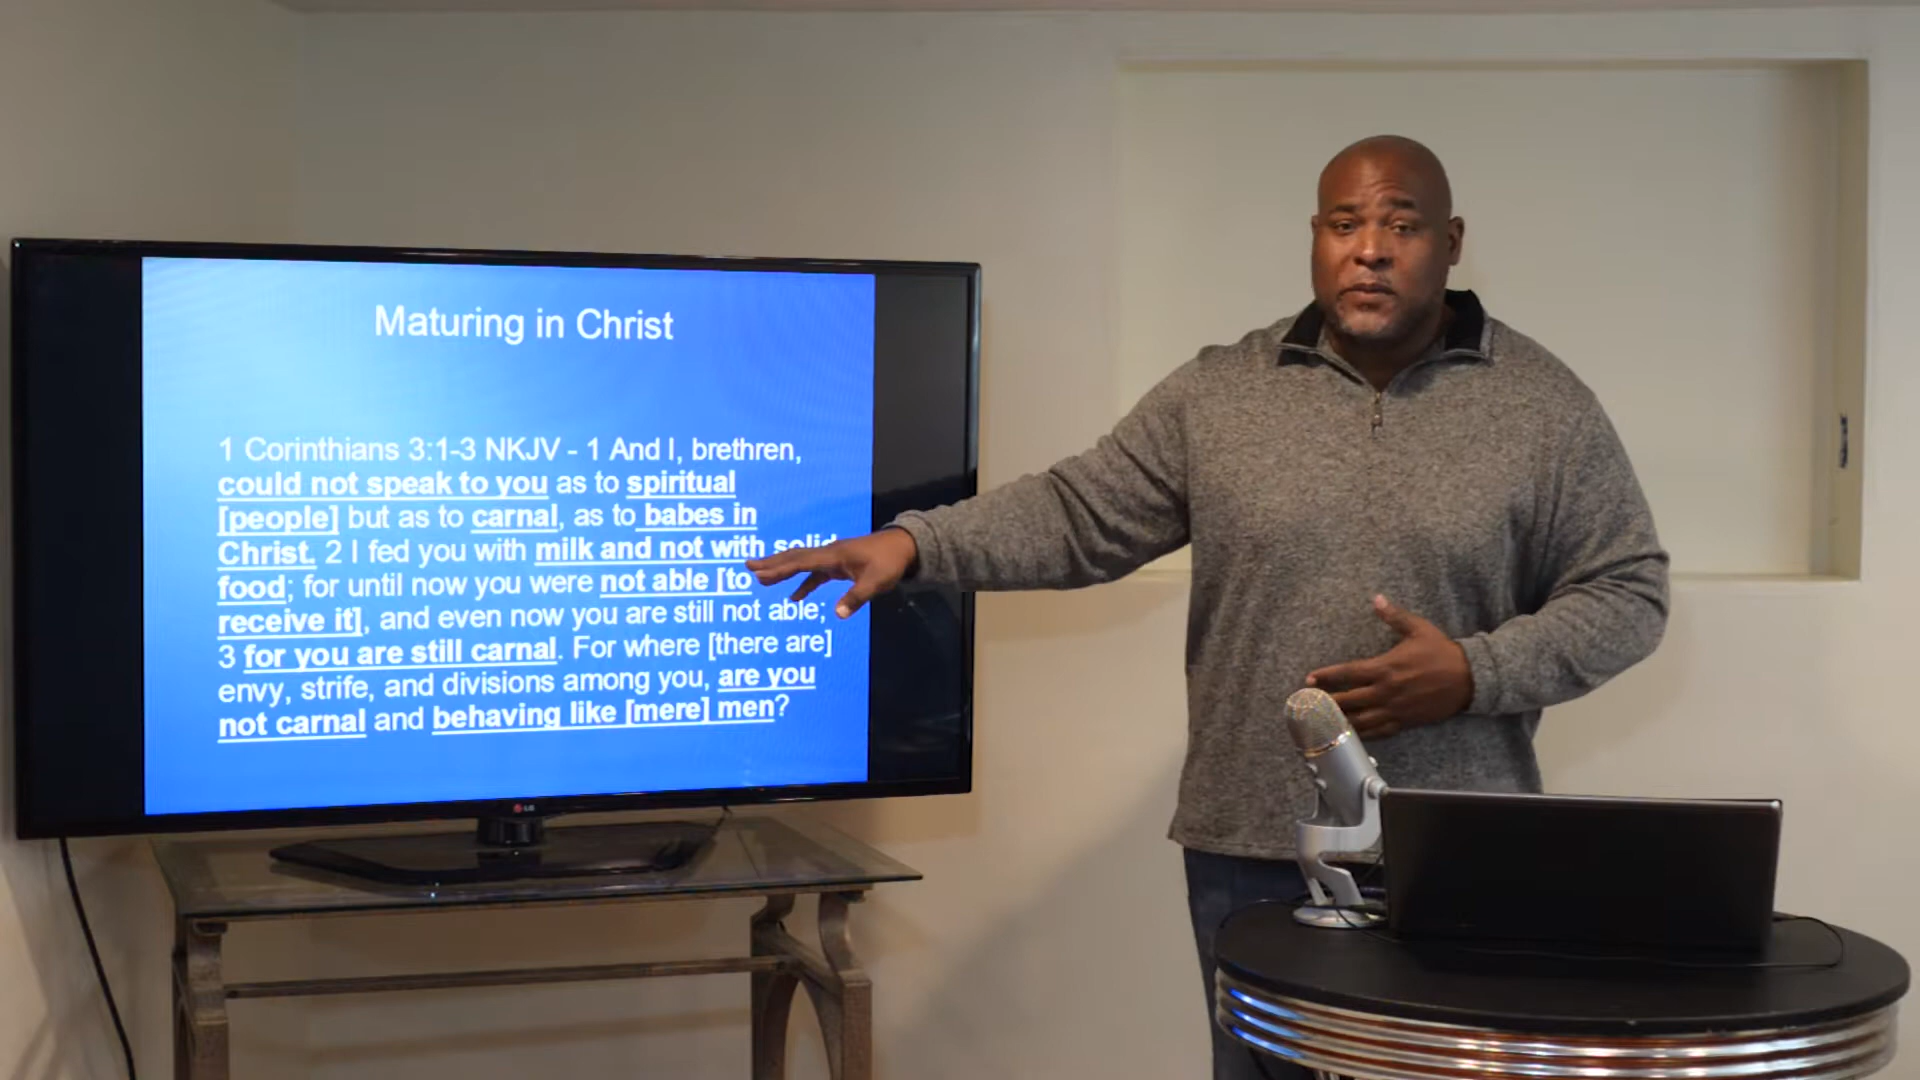 Maturing in Christ
1 Corinthians 3:1-3 NKJV - 1 And I, brethren,
could not speak to you as to spiritual
[people] but as to carnal, as to babes in
Christ. 2 I fed you with milk and not with solid
food; for until now you were not able [to
receive it], and even now you are still not able;
3 for you are still carnal. For where [there are]
envy, strife, and divisions among you, are you
not carnal and behaving like [mere] men?
LG